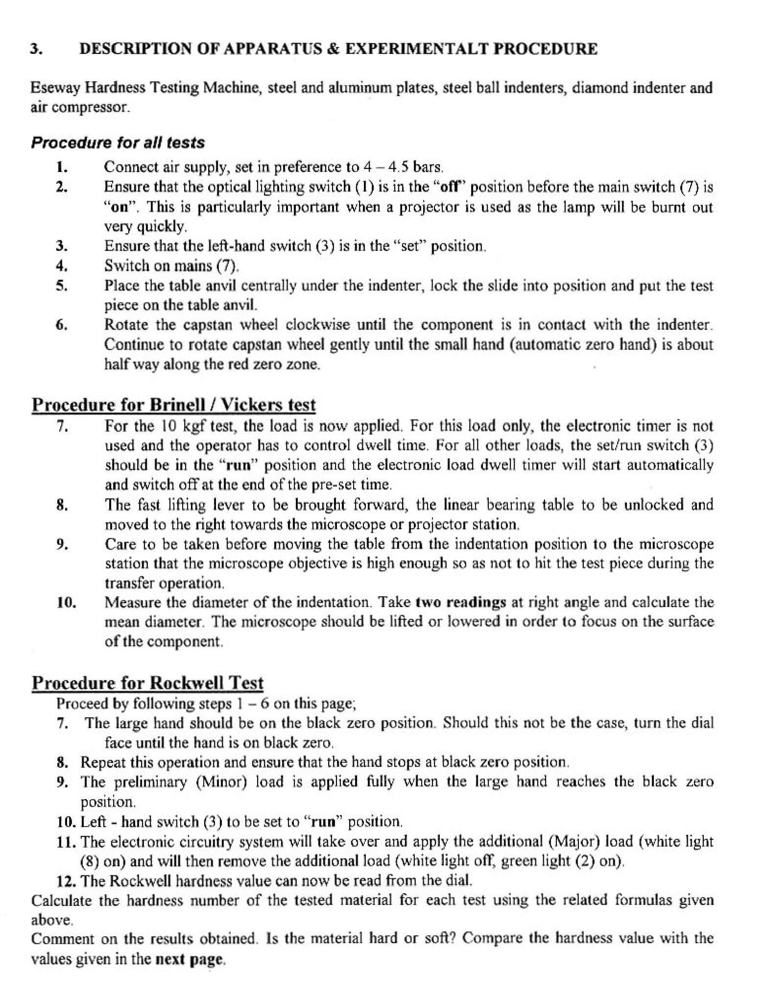 3. DESCRIPTION OF APPARATUS & EXPERIMENTALT PROCEDURE
Eseway Hardness Testing Machine, steel and aluminum plates, steel ball indenters, diamond indenter and
air compressor.
Procedure for all tests
1. Connect air supply, set in preference to 4 – 4.5 bars.
2. Ensure that the optical lighting switch (1) is in the “off” position before the main switch (7) is
“on”. This is particularly important when a projector is used as the lamp will be burnt out
very quickly.
3. Ensure that the left-hand switch (3) is in the “set” position.
4. Switch on mains (7).
5. Place the table anvil centrally under the indenter, lock the slide into position and put the test
piece on the table anvil.
6. Rotate the capstan wheel clockwise until the component is in contact with the indenter.
Continue to rotate capstan wheel gently until the small hand (automatic zero hand) is about
half way along the red zero zone.
Procedure for Brinell / Vickers test
7. For the 10 kgf test, the load is now applied. For this load only, the electronic timer is not
used and the operator has to control dwell time. For all other loads, the set/run switch (3)
should be in the “run” position and the electronic load dwell timer will start automatically
and switch off at the end of the pre-set time.
8. The fast lifting lever to be brought forward, the linear bearing table to be unlocked and
moved to the right towards the microscope or projector station.
9. Care to be taken before moving the table from the indentation position to the microscope
station that the microscope objective is high enough so as not to hit the test piece during the
transfer operation.
10. Measure the diameter of the indentation. Take two readings at right angle and calculate the
mean diameter. The microscope should be lifted or lowered in order to focus on the surface
of the component.
Procedure for Rockwell Test
Proceed by following steps 1 – 6 on this page;
7. The large hand should be on the black zero position. Should this not be the case, turn the dial
face until the hand is on black zero.
8. Repeat this operation and ensure that the hand stops at black zero position.
9. The preliminary (Minor) load is applied fully when the large hand reaches the black zero
position.
10. Left - hand switch (3) to be set to “run” position.
11. The electronic circuitry system will take over and apply the additional (Major) load (white light
(8) on) and will then remove the additional load (white light off, green light (2) on).
12. The Rockwell hardness value can now be read from the dial.
Calculate the hardness number of the tested material for each test using the related formulas given
above.
Comment on the results obtained. Is the material hard or soft? Compare the hardness value with the
values given in the next page.